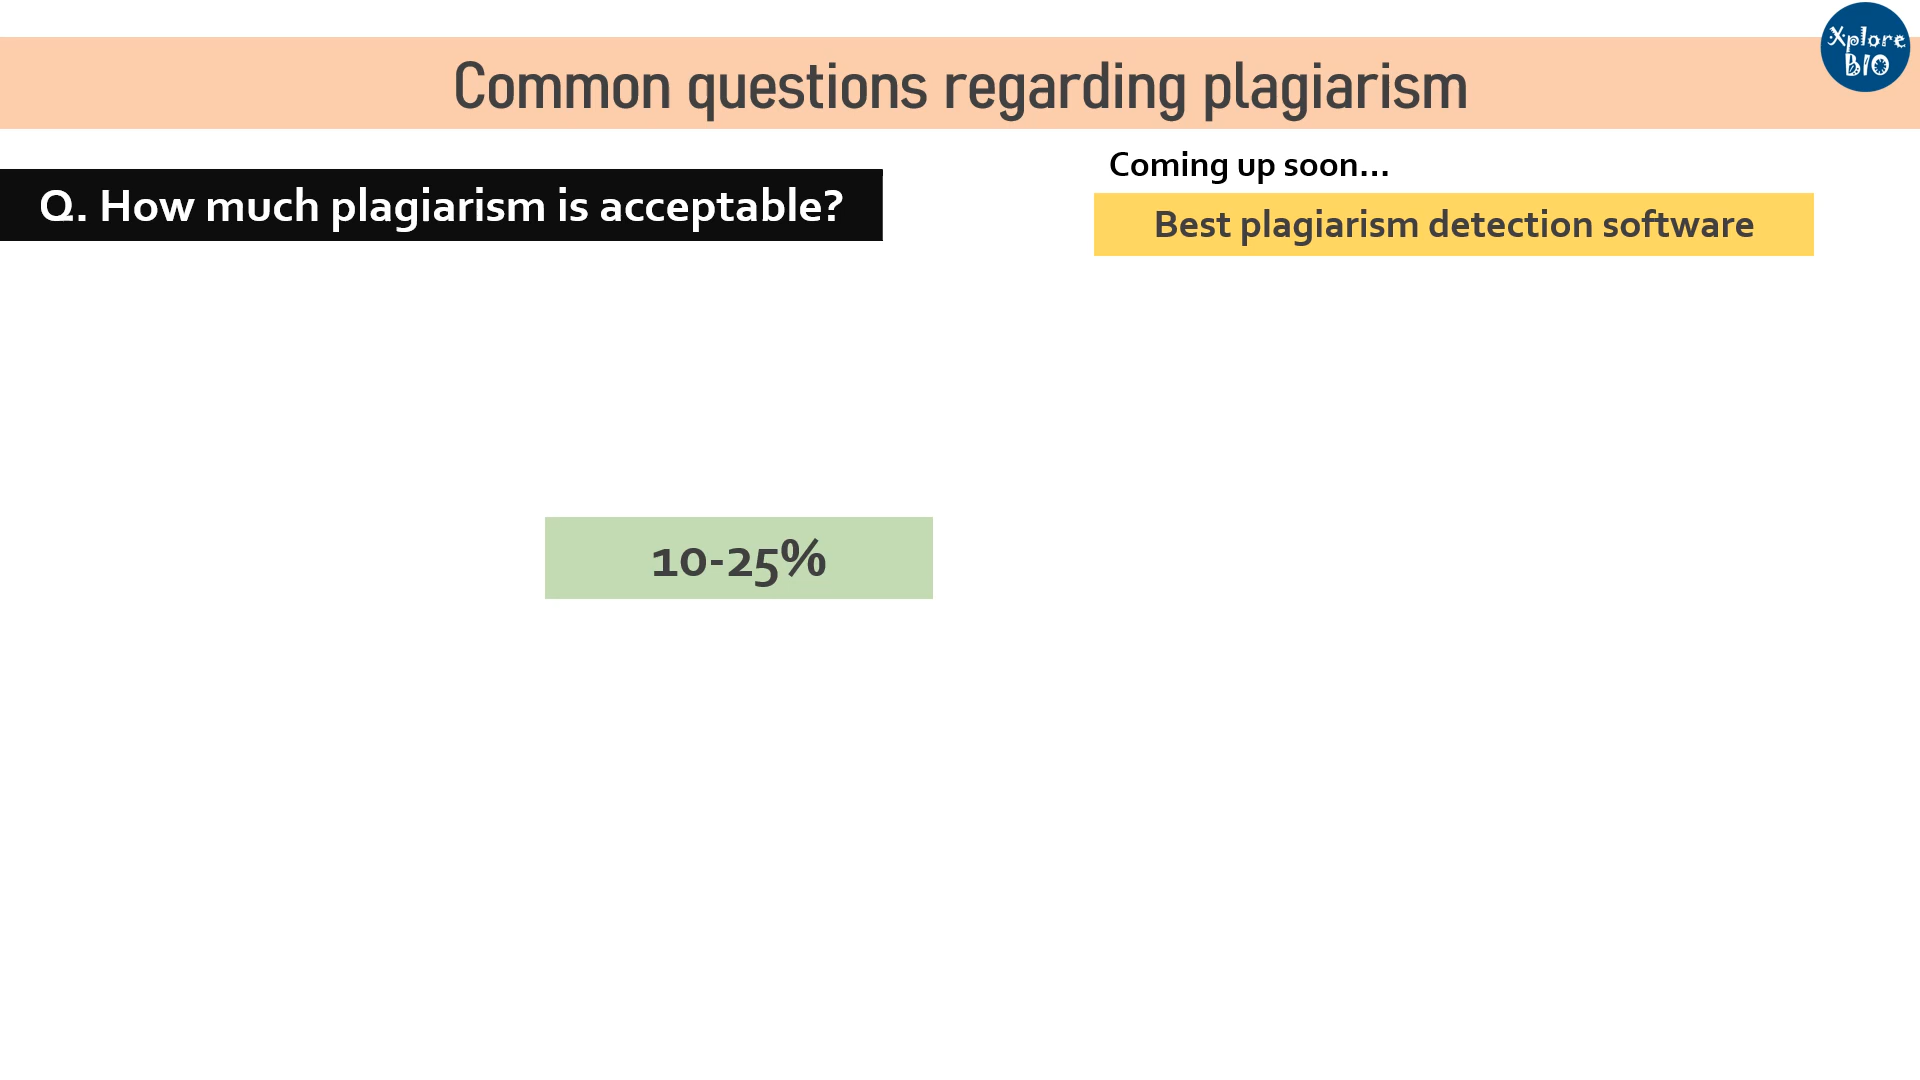 Xplore
BIO
Common questions regarding plagiarism
Coming up soon...
Q. How much plagiarism is acceptable?
Best plagiarism detection software
10-25%